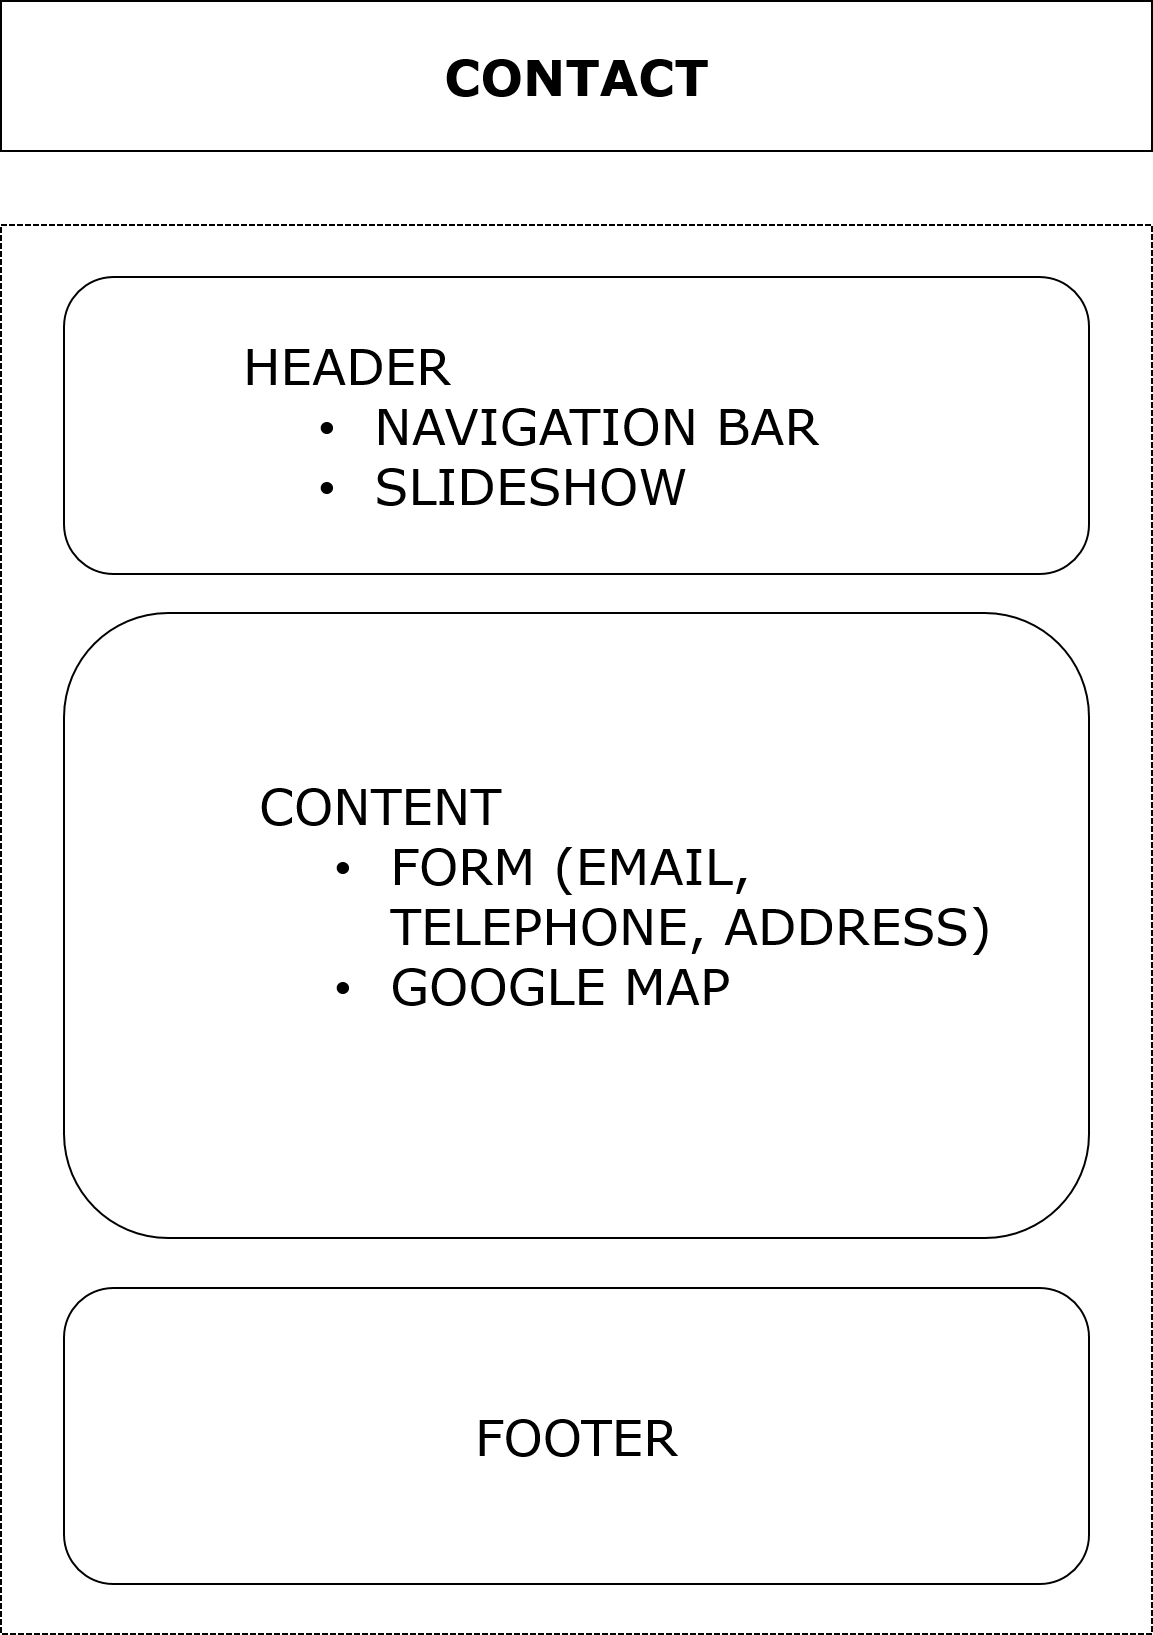 CONTACT
HEADER
• NAVIGATION BAR
• SLIDESHOW
CONTENT
• FORM (EMAIL,
TELEPHONE, ADDRESS)
• GOOGLE MAP
FOOTER